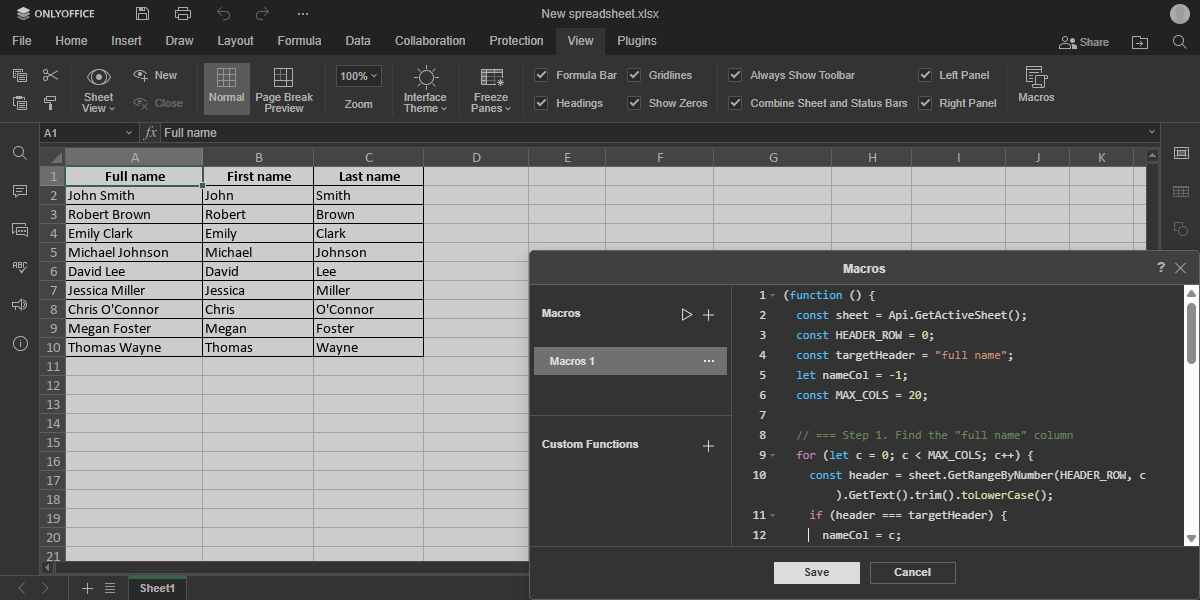 ONLYOFFICE
New spreadsheet.xlsx
File Home Insert Draw Layout Formula Data Collaboration Protection View Plugins Share
Sheet View
New
Close
Normal
Page Break Preview
100%
Zoom
Interface Theme
Freeze Panes
Formula Bar Gridlines Always Show Toolbar Left Panel
Headings Show Zeros Combine Sheet and Status Bars Right Panel
Macros
A1 fx Full name
A B C D E F G H I J K
1 Full name First name Last name
2 John Smith John Smith
3 Robert Brown Robert Brown
4 Emily Clark Emily Clark
5 Michael Johnson Michael Johnson
6 David Lee David Lee
7 Jessica Miller Jessica Miller
8 Chris O'Connor Chris O'Connor
9 Megan Foster Megan Foster
10 Thomas Wayne Thomas Wayne
11
12
13
14
15
16
17
18
19
20
21
ABC
Macros ?
Macros
Macros 1 ...
Custom Functions
1 (function () {
2 const sheet = Api.GetActiveSheet();
3 const HEADER_ROW = 0;
4 const targetHeader = "full name";
5 let nameCol = -1;
6 const MAX_COLS = 20;
7
8 // === Step 1. Find the "full name" column
9 for (let c = 0; c < MAX_COLS; c++) {
10 const header = sheet.GetRangeByNumber(HEADER_ROW, c
).GetText().trim().toLowerCase();
11 if (header === targetHeader) {
12 nameCol = c;
Save Cancel
Sheet1